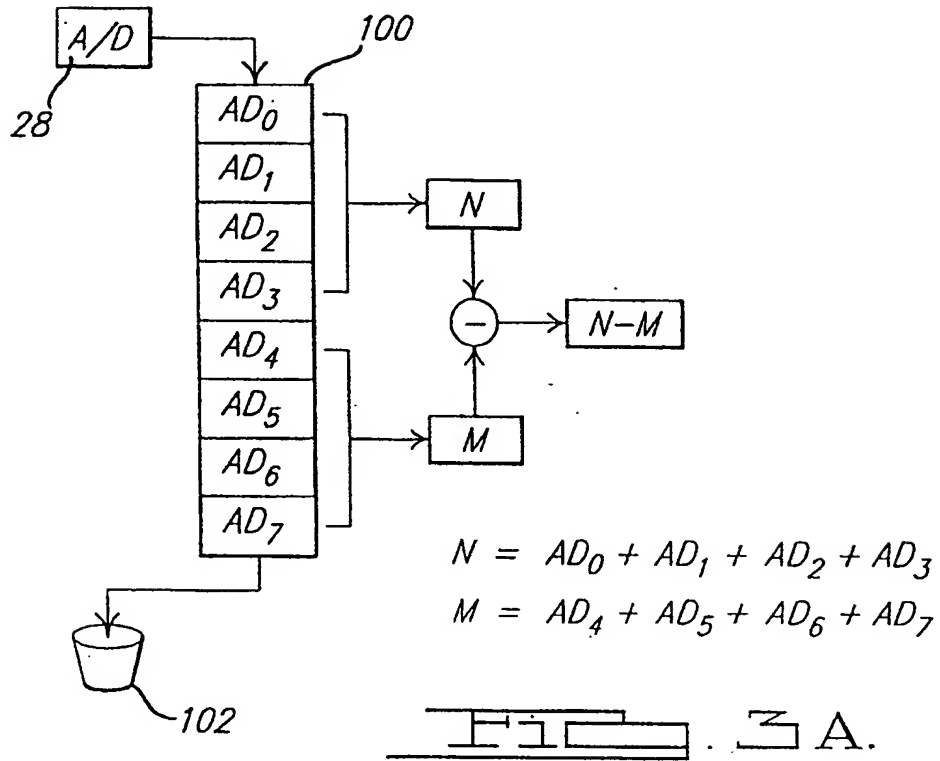 A/D
100
28
AD₀
AD₁
AD₂
AD₃
AD₄
AD₅
AD₆
AD₇
N
−
N−M
M
N = AD₀ + AD₁ + AD₂ + AD₃
M = AD₄ + AD₅ + AD₆ + AD₇
102
FIG. 3A.